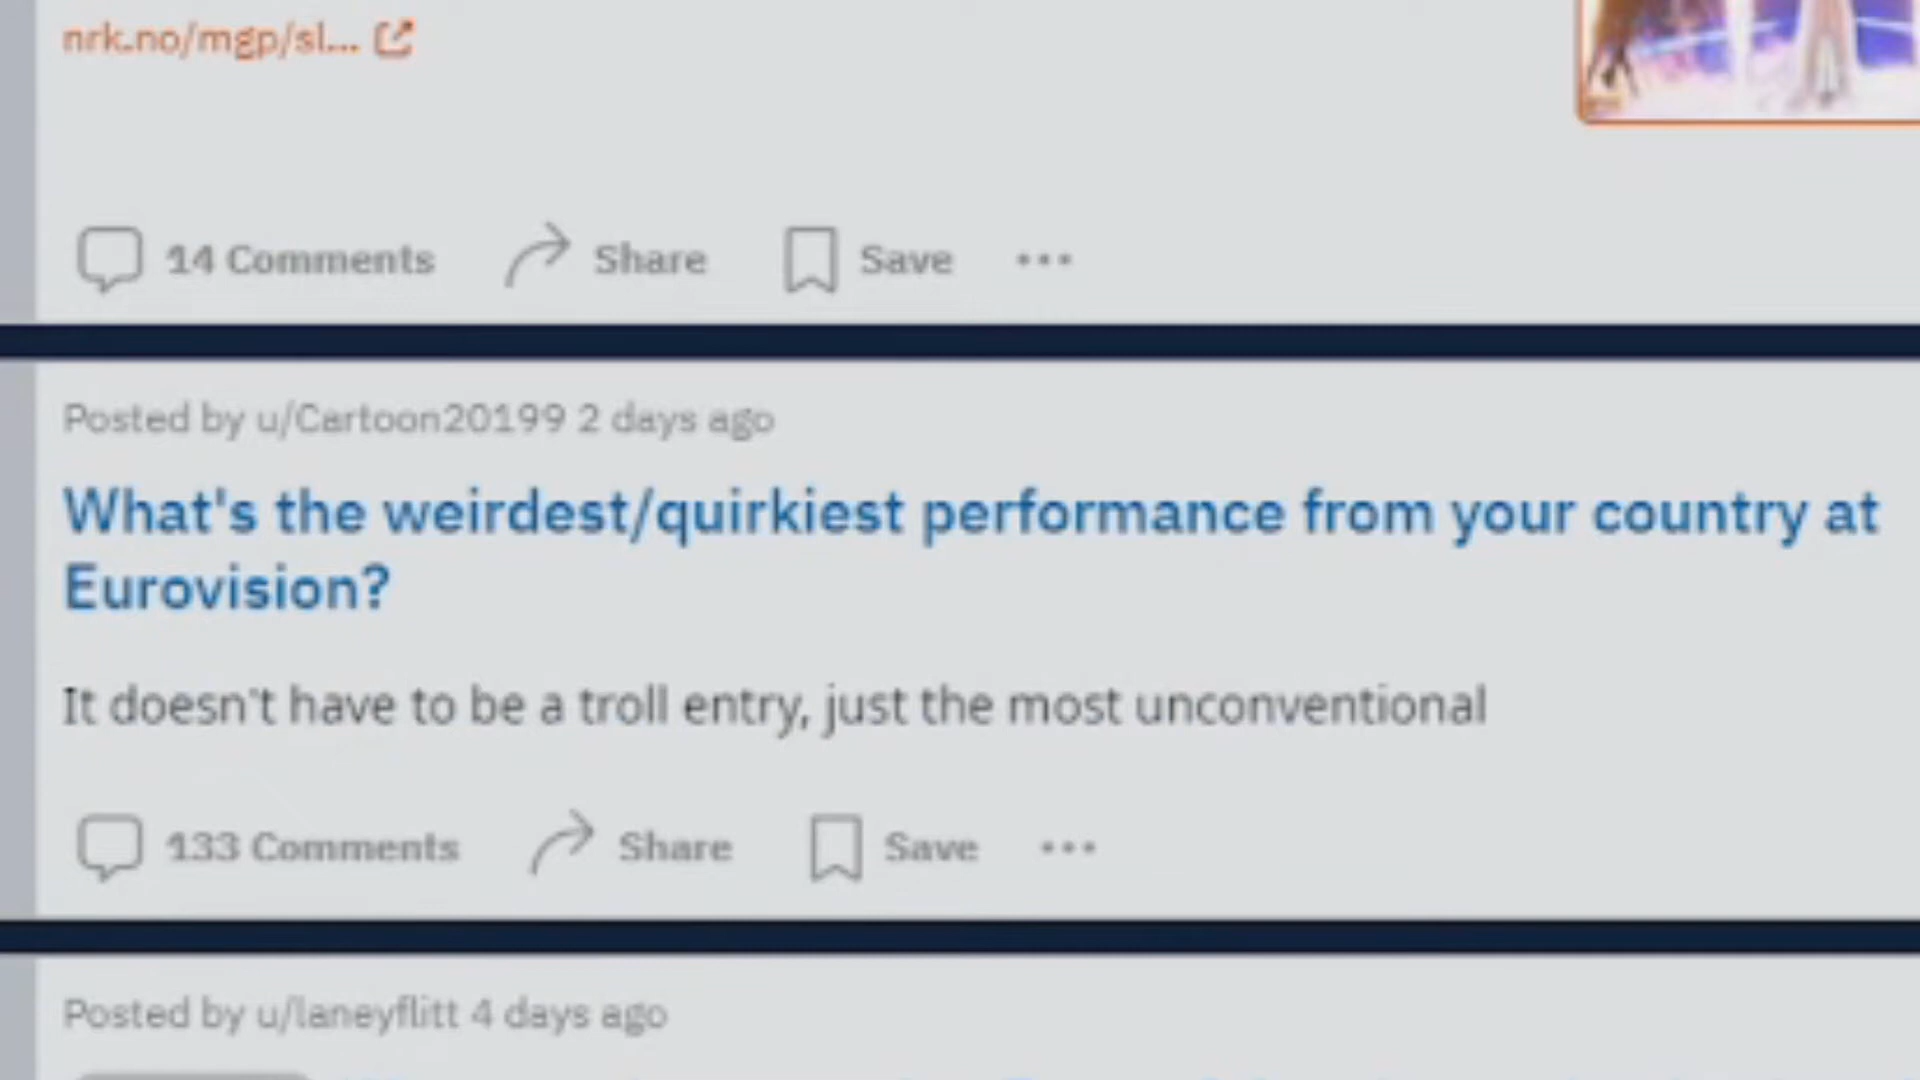 nrk.no/mgp/sl...
14 Comments Share Save
Posted by u/Cartoon20199 2 days ago
What's the weirdest/quirkiest performance from your country at
Eurovision?
It doesn't have to be a troll entry, just the most unconventional
133 Comments Share Save
Posted by u/laneyflitt 4 days ago